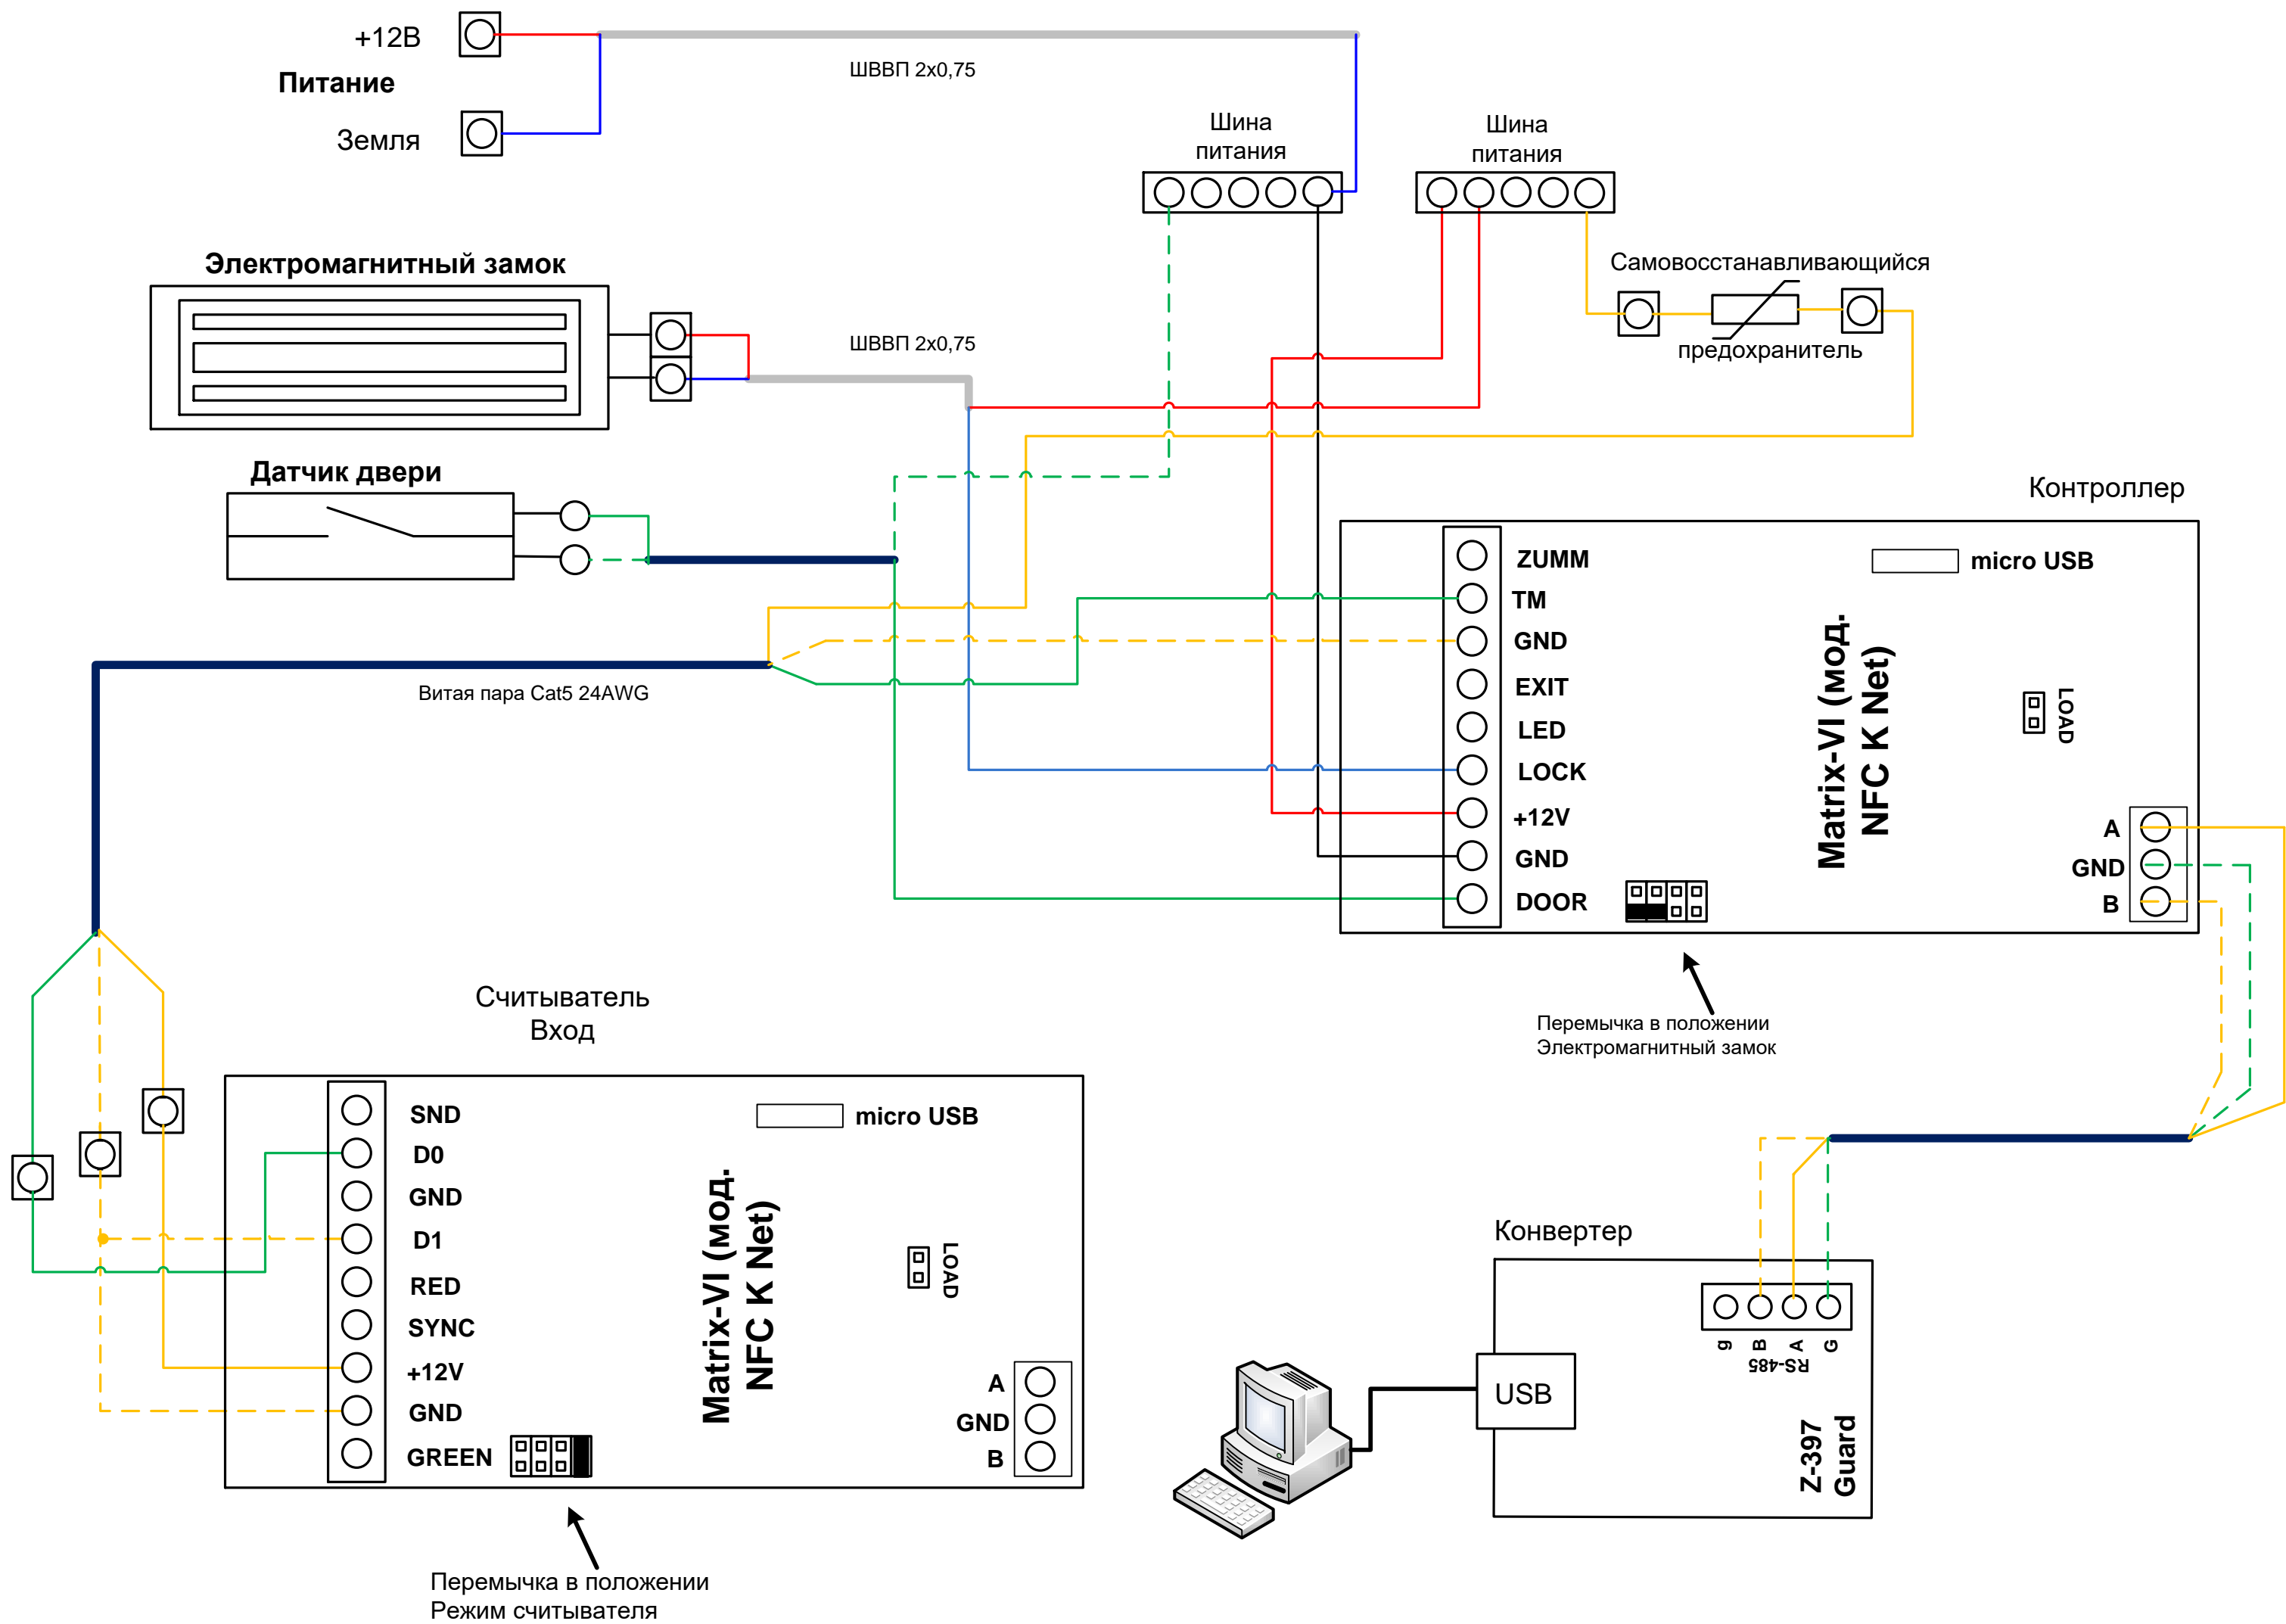 +12В
Питание
Земля
ШВВП 2х0,75
Шина
питания
Шина
питания
Электромагнитный замок
ШВВП 2х0,75
Самовосстанавливающийся
предохранитель
Датчик двери
Контроллер
ZUMM
TM
GND
EXIT
LED
LOCK
+12V
GND
DOOR
micro USB
Matrix-VI (мод.
NFC K Net)
LOAD
A
GND
B
Витая пара Cat5 24AWG
Перемычка в положении
Электромагнитный замок
Считыватель
Вход
SND
D0
GND
D1
RED
SYNC
+12V
GND
GREEN
micro USB
Matrix-VI (мод.
NFC K Net)
LOAD
A
GND
B
Перемычка в положении
Режим считывателя
Конвертер
g B A G
RS-485
USB
Z-397
Guard